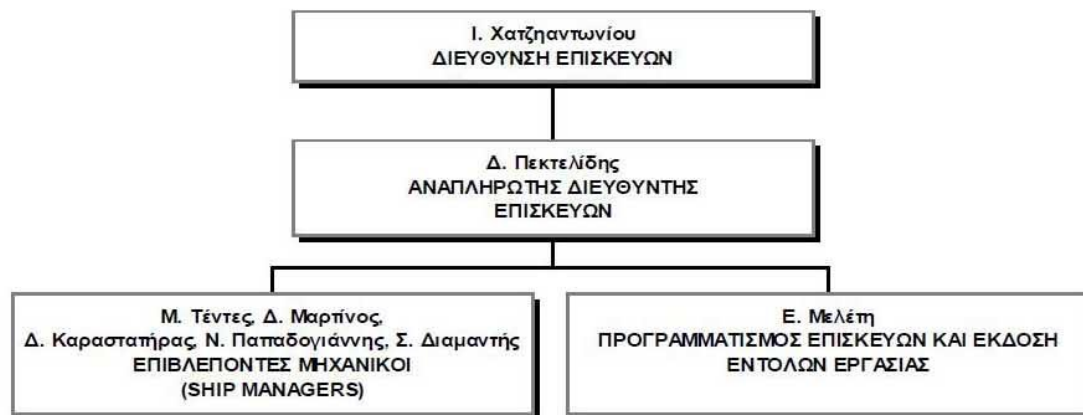 Ι. Χατζηαντωνίου
ΔΙΕΥΘΥΝΣΗ ΕΠΙΣΚΕΥΩΝ
Δ. Πεκτελίδης
ΑΝΑΠΛΗΡΩΤΗΣ ΔΙΕΥΘΥΝΤΗΣ
ΕΠΙΣΚΕΥΩΝ
Μ. Τέντες, Δ. Μαρτίνος,
Δ. Καραστατήρας, Ν. Παπαδογιάννης, Σ. Διαμαντής
ΕΠΙΒΛΕΠΟΝΤΕΣ ΜΗΧΑΝΙΚΟΙ
(SHIP MANAGERS)
Ε. Μελέτη
ΠΡΟΓΡΑΜΜΑΤΙΣΜΟΣ ΕΠΙΣΚΕΥΩΝ ΚΑΙ ΕΚΔΟΣΗ
ΕΝΤΟΛΩΝ ΕΡΓΑΣΙΑΣ